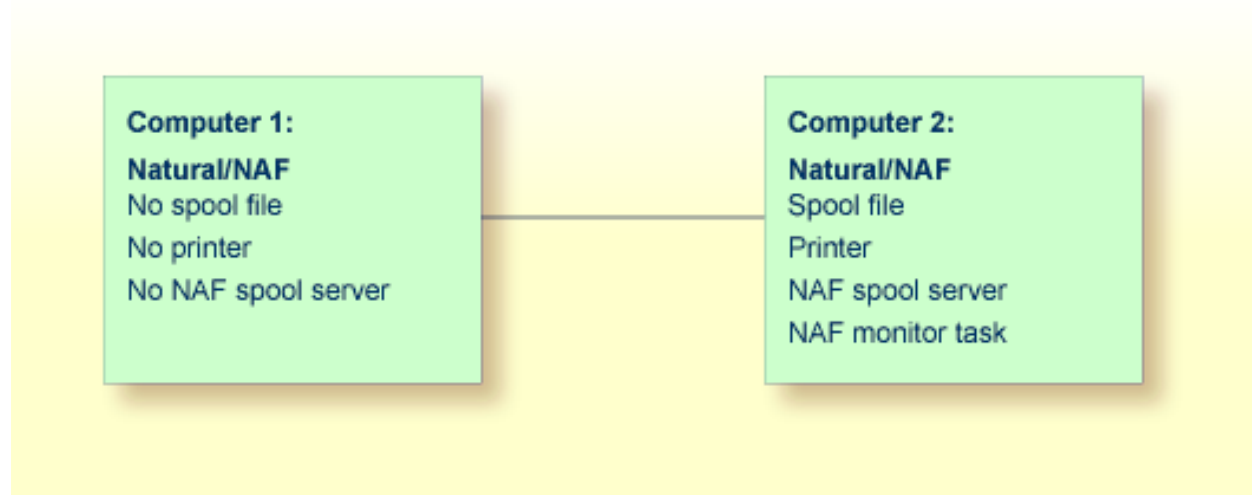 Computer 1:
Natural/NAF
No spool file
No printer
No NAF spool server
Computer 2:
Natural/NAF
Spool file
Printer
NAF spool server
NAF monitor task